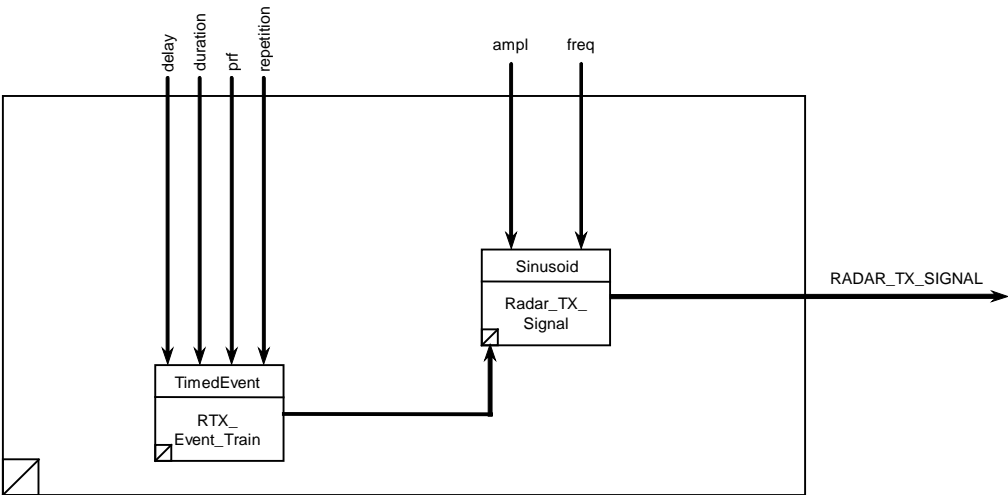 delay
duration
prf
repetition
ampl
freq
Sinusoid
Radar_TX_
Signal
RADAR_TX_SIGNAL
TimedEvent
RTX_
Event_Train